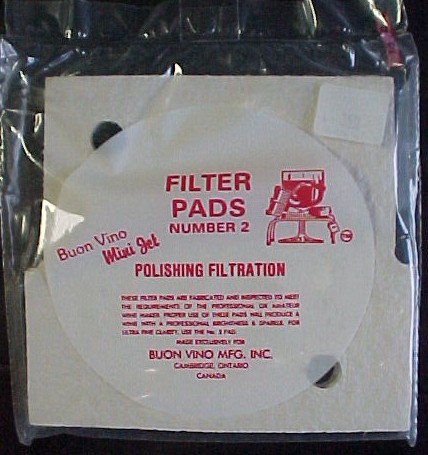 FILTER
PADS
NUMBER 2
Buon Vino
Mini Jet
TM
POLISHING FILTRATION
THESE FILTER PADS ARE FABRICATED AND INSPECTED TO MEET
THE REQUIREMENTS OF THE PROFESSIONAL OR AMATEUR
WINE MAKER. PROPER USE OF THESE PADS WILL PRODUCE A
WINE WITH A PROFESSIONAL BRIGHTNESS & SPARKLE. FOR
ULTRA FINE CLARITY, USE THE No. 3 PAD.
MADE EXCLUSIVELY FOR
BUON VINO MFG. INC.
CAMBRIDGE, ONTARIO
CANADA